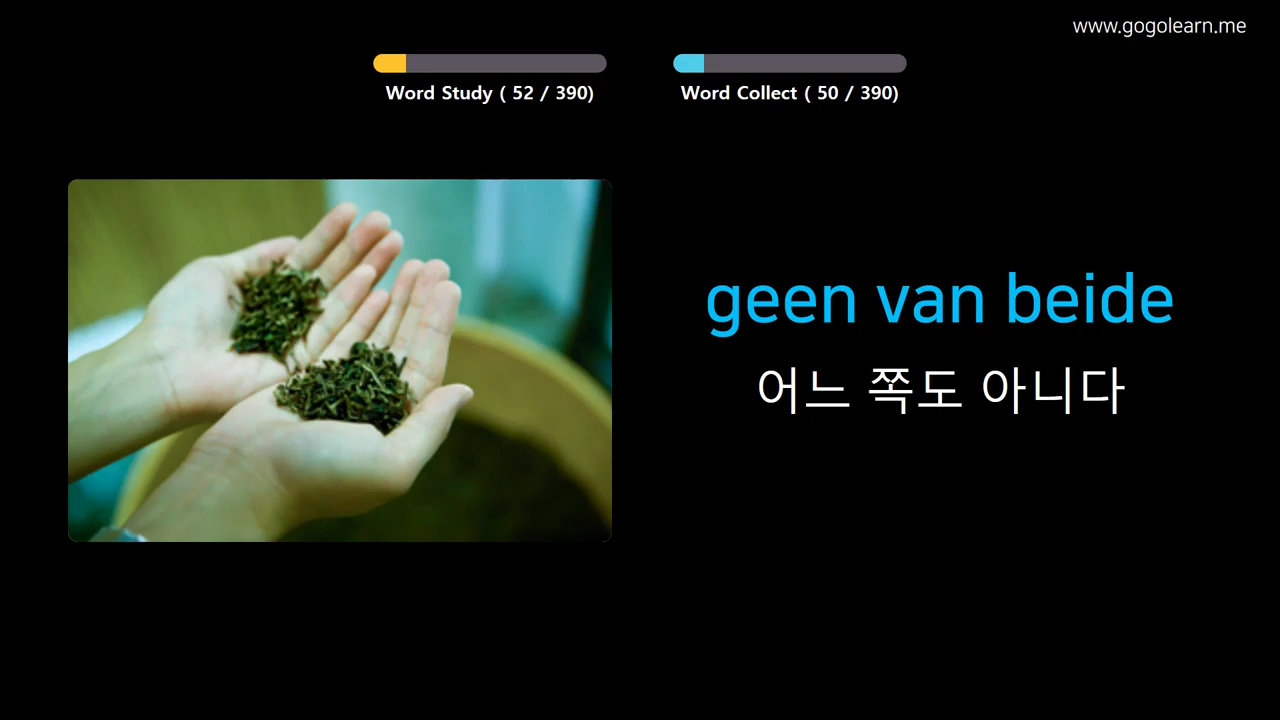 www.gogolearn.me
Word Study ( 52 / 390)
Word Collect ( 50 / 390)
geen van beide
어느 쪽도 아니다